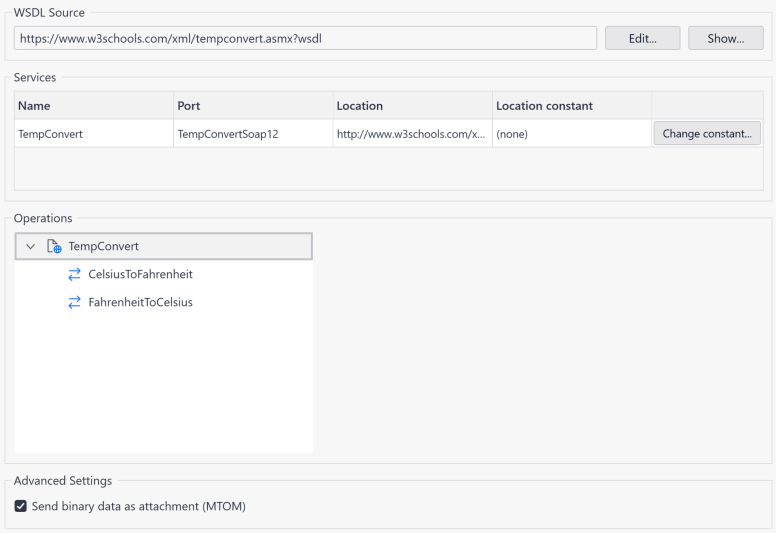 WSDL Source
https://www.w3schools.com/xml/tempconvert.asmx?wsdl Edit... Show...
Services
Name Port Location Location constant
TempConvert TempConvertSoap12 http://www.w3schools.com/x... (none) Change constant...
Operations
TempConvert
CelsiusToFahrenheit
FahrenheitToCelsius
Advanced Settings
Send binary data as attachment (MTOM)